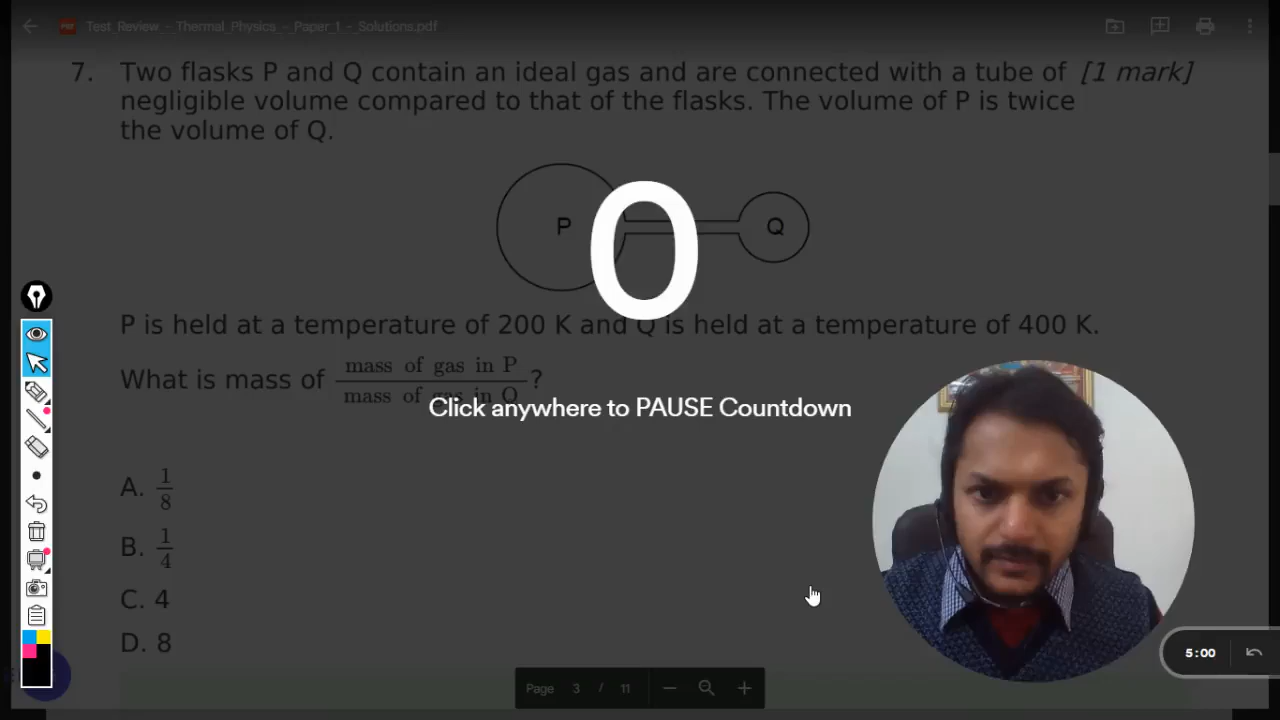 Test_Review_-_Thermal_Physics_-_Paper_1_-_Solutions.pdf
7. Two flasks P and Q contain an ideal gas and are connected with a tube of [1 mark]
negligible volume compared to that of the flasks. The volume of P is twice
the volume of Q.
P Q
0
P is held at a temperature of 200 K and Q is held at a temperature of 400 K.
What is mass of mass of gas in P / mass of gas in Q ?
Click anywhere to PAUSE Countdown
A. 1/8
B. 1/4
C. 4
D. 8
5:00
Page 3 / 11